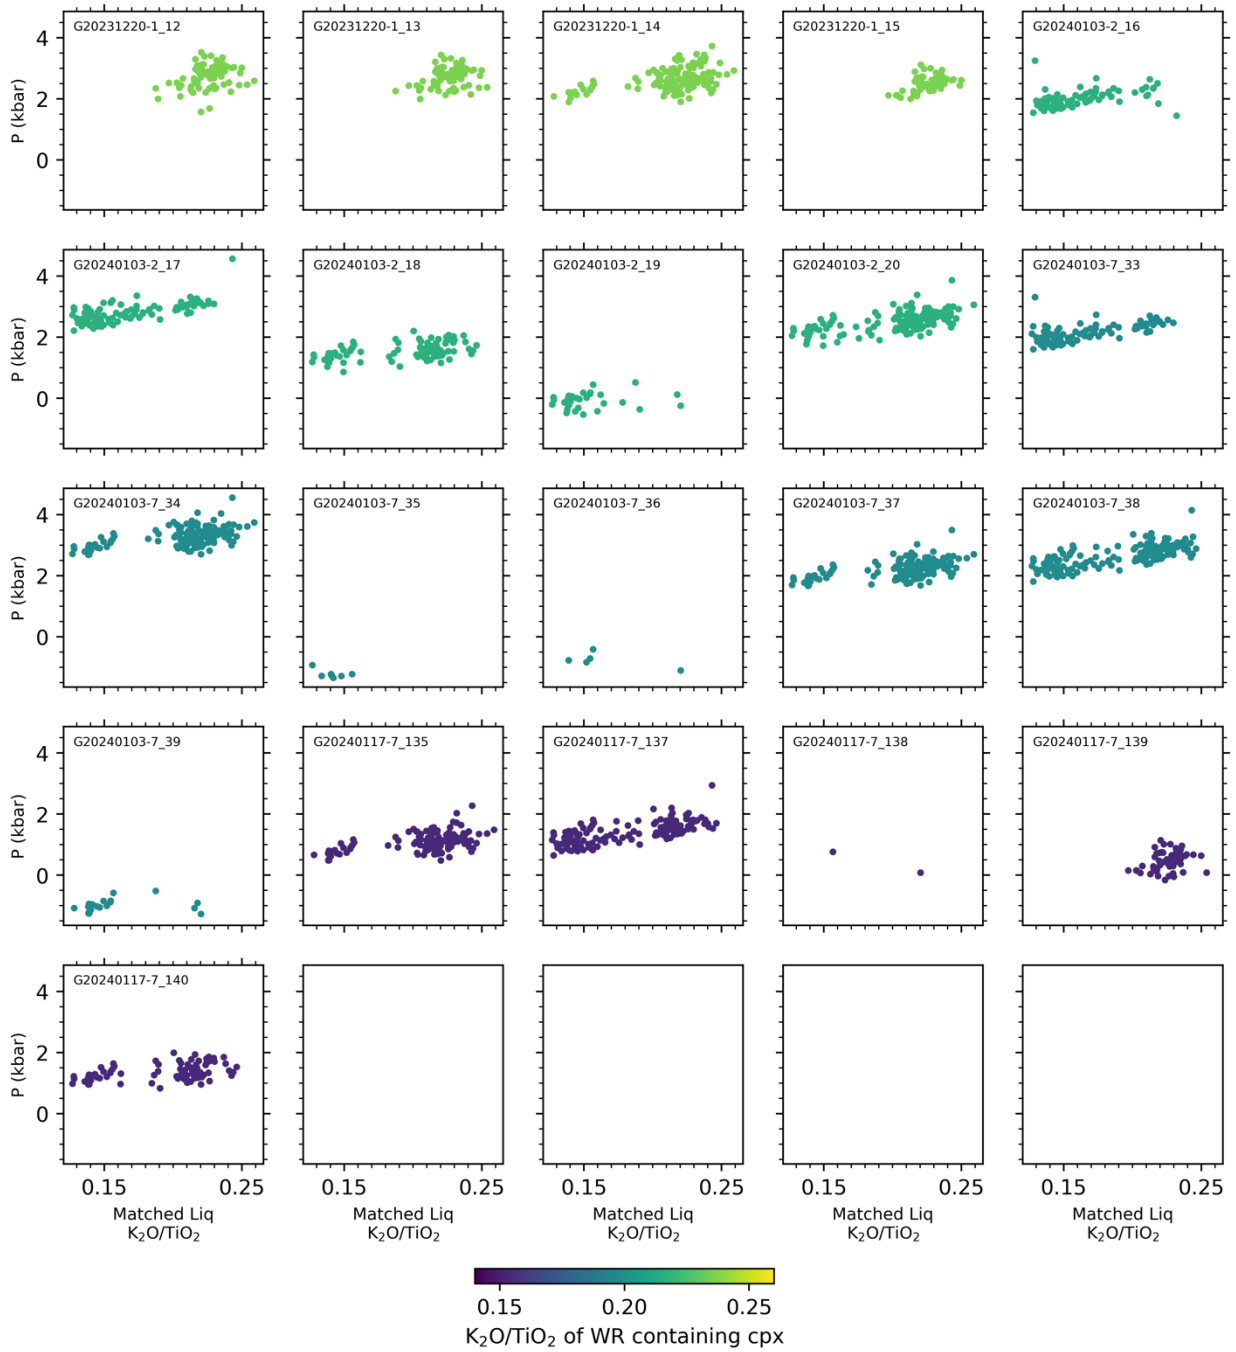 G20231220-1_12
G20231220-1_13
G20231220-1_14
G20231220-1_15
G20240103-2_16
4
2
0
P (kbar)
G20240103-2_17
G20240103-2_18
G20240103-2_19
G20240103-2_20
G20240103-7_33
4
2
0
P (kbar)
G20240103-7_34
G20240103-7_35
G20240103-7_36
G20240103-7_37
G20240103-7_38
4
2
0
P (kbar)
G20240103-7_39
G20240117-7_135
G20240117-7_137
G20240117-7_138
G20240117-7_139
4
2
0
P (kbar)
G20240117-7_140
4
2
0
P (kbar)
0.15 0.25 0.15 0.25 0.15 0.25 0.15 0.25 0.15 0.25
Matched Liq Matched Liq Matched Liq Matched Liq Matched Liq
K₂O/TiO₂ K₂O/TiO₂ K₂O/TiO₂ K₂O/TiO₂ K₂O/TiO₂
0.15 0.20 0.25
K₂O/TiO₂ of WR containing cpx